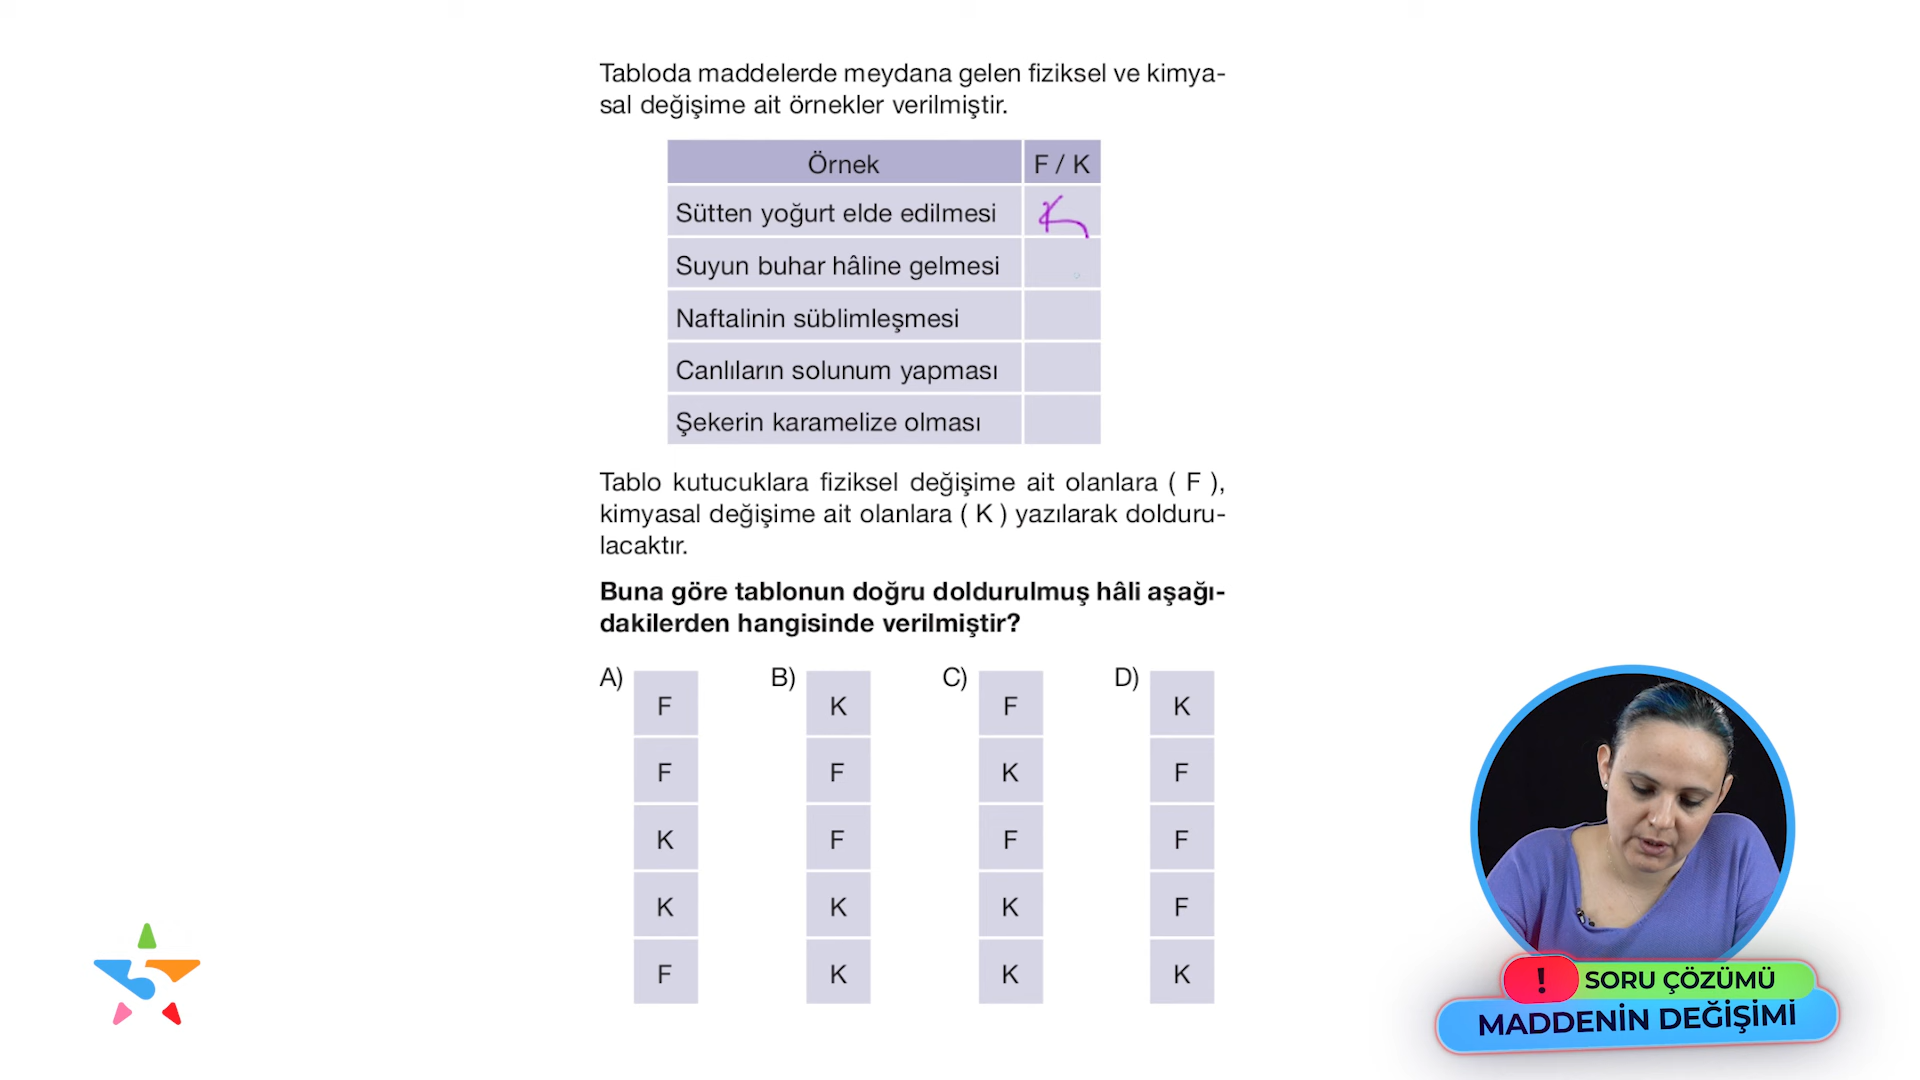 Tabloda maddelerde meydana gelen fiziksel ve kimya-
sal değişime ait örnekler verilmiştir.
Örnek F / K
Sütten yoğurt elde edilmesi K
Suyun buhar hâline gelmesi
Naftalinin süblimleşmesi
Canlıların solunum yapması
Şekerin karamelize olması
Tablo kutucuklara fiziksel değişime ait olanlara ( F ),
kimyasal değişime ait olanlara ( K ) yazılarak dolduru-
lacaktır.
Buna göre tablonun doğru doldurulmuş hâli aşağı-
dakilerden hangisinde verilmiştir?
A) B) C) D)
F K F K
F F K F
K F F F
K K K F
F K K K
5
! SORU ÇÖZÜMÜ
MADDENİN DEĞİŞİMİ